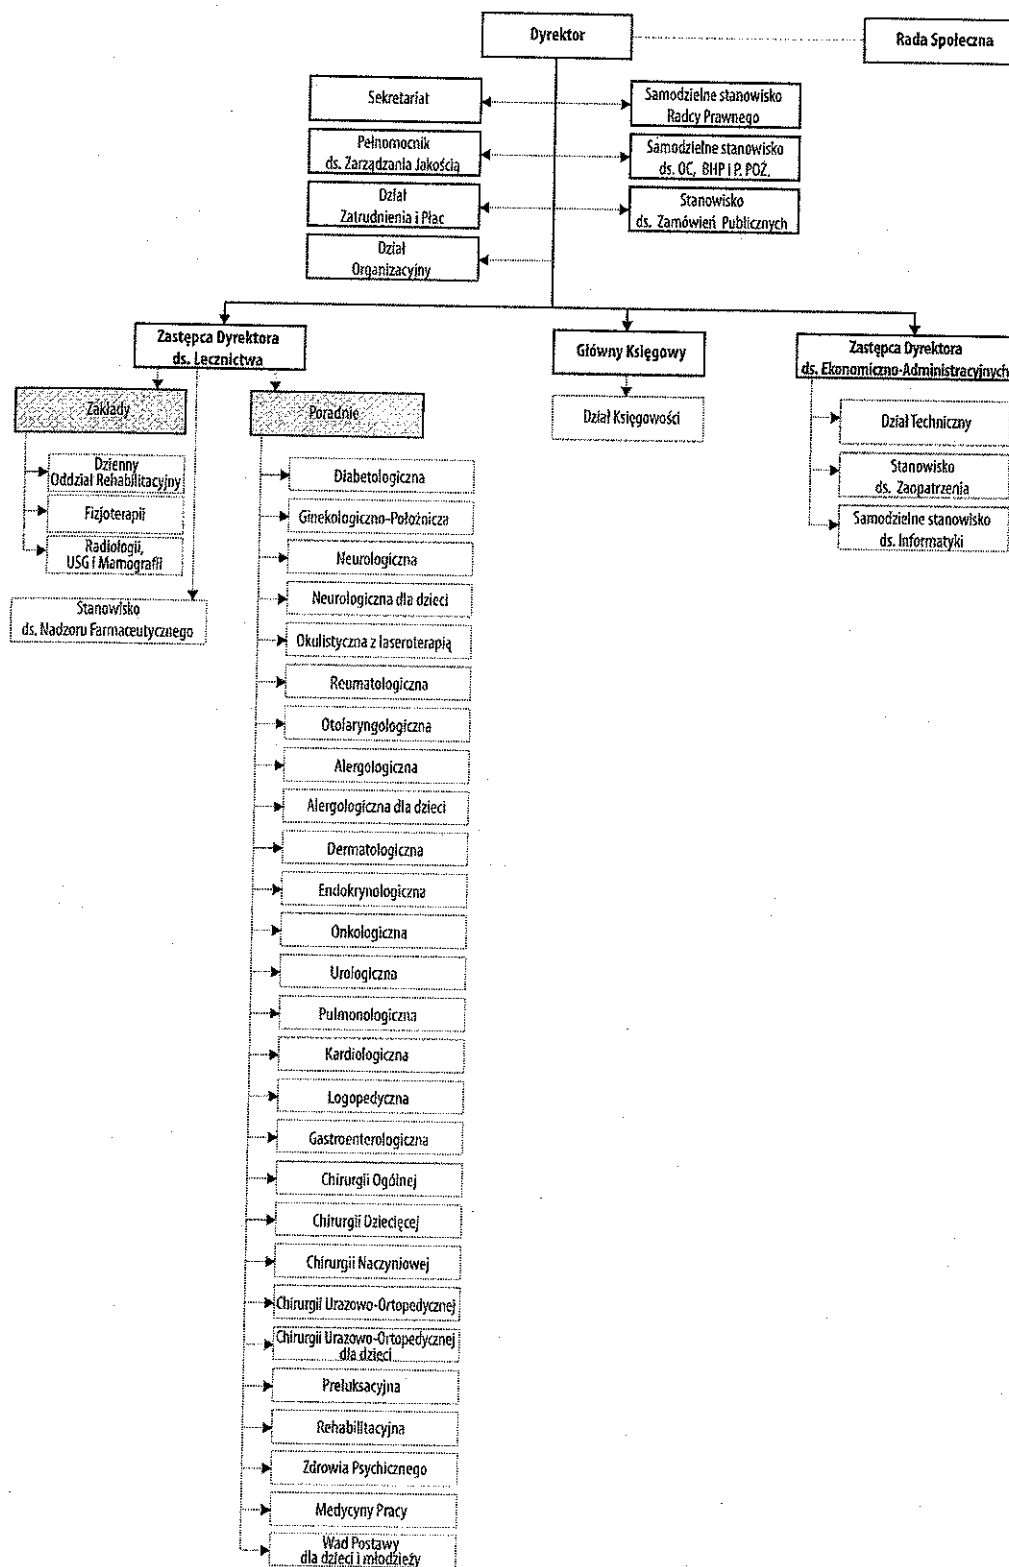 Dyrektor
Rada Społeczna
Sekretariat
Samodzielne stanowisko
Radcy Prawnego
Pełnomocnik
ds. Zarządzania Jakością
Samodzielne stanowisko
ds. OC, BHP i P. POŻ.
Dział
Zatrudnienia i Płac
Stanowisko
ds. Zamówień Publicznych
Dział
Organizacyjny
Zastępca Dyrektora
ds. Lecznictwa
Główny Księgowy
Zastępca Dyrektora
ds. Ekonomiczno-Administracyjnych
Zakłady
Poradnie
Dział Księgowości
Dział Techniczny
Stanowisko
ds. Zaopatrzenia
Samodzielne stanowisko
ds. Informatyki
Dzienny
Oddział Rehabilitacyjny
Fizjoterapii
Radiologii,
USG i Mamografii
Stanowisko
ds. Nadzoru Farmaceutycznego
Diabetologiczna
Ginekologiczno-Położnicza
Neurologiczna
Neurologiczna dla dzieci
Okulistyczna z laseroterapią
Reumatologiczna
Otolaryngologiczna
Alergologiczna
Alergologiczna dla dzieci
Dermatologiczna
Endokrynologiczna
Onkologiczna
Urologiczna
Pulmonologiczna
Kardiologiczna
Logopedyczna
Gastroenterologiczna
Chirurgii Ogólnej
Chirurgii Dziecięcej
Chirurgii Naczyniowej
Chirurgii Urazowo-Ortopedycznej
Chirurgii Urazowo-Ortopedycznej
dla dzieci
Preluksacyjna
Rehabilitacyjna
Zdrowia Psychicznego
Medycyny Pracy
Wad Postawy
dla dzieci i młodzieży